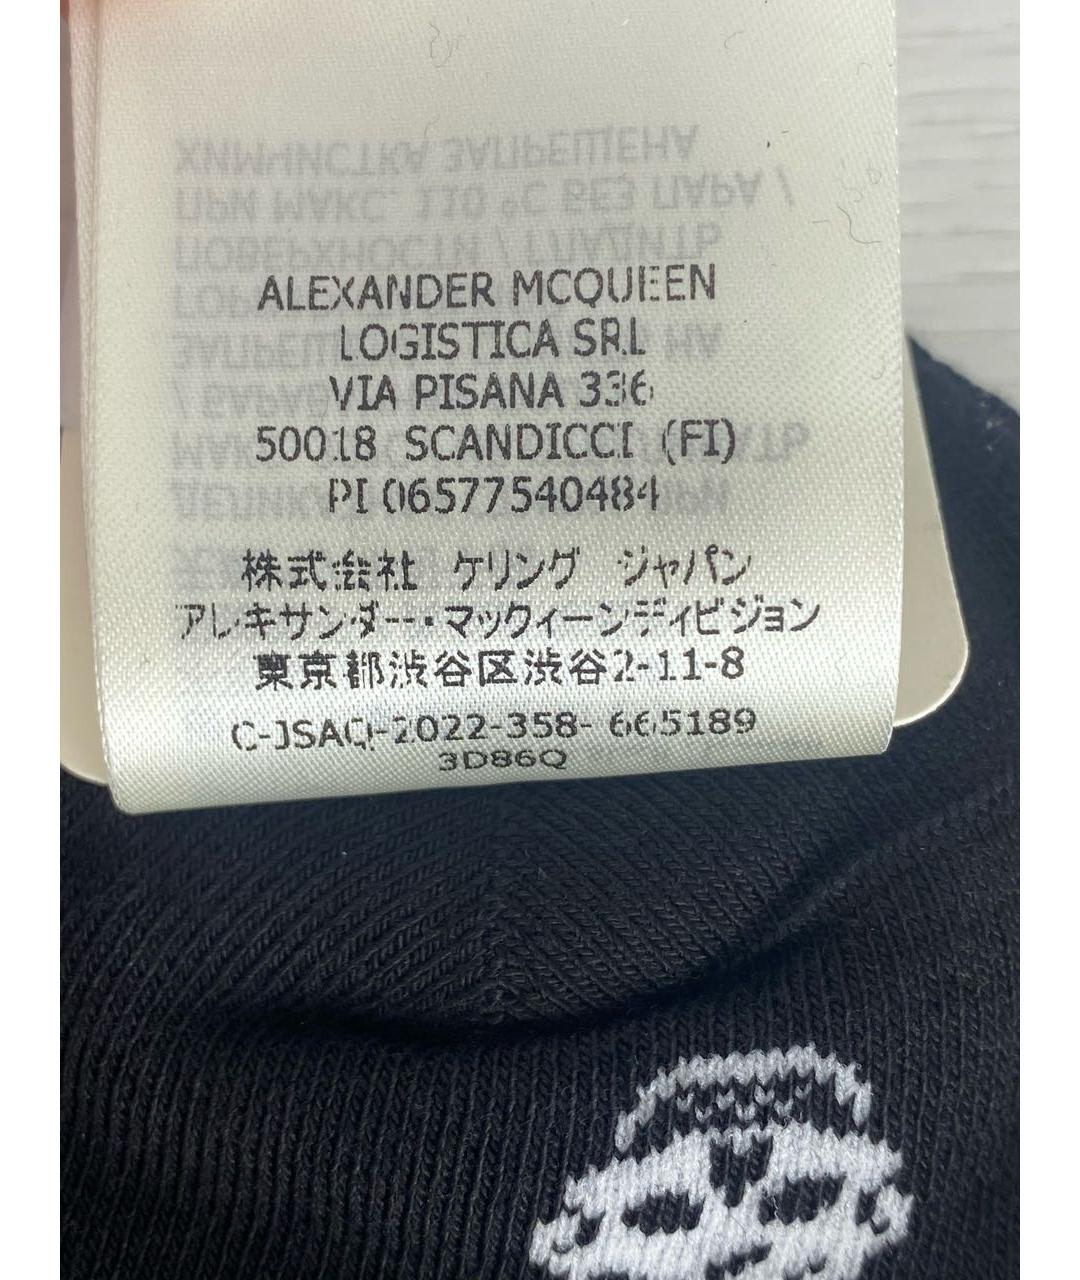 ALEXANDER MCQUEEN
LOGISTICA SRL
VIA PISANA 336
50018 SCANDICCI (FI)
PI 06577540484
株式会社 ケリング ジャパン
アレキサンダー・マックィーンディビジョン
東京都渋谷区渋谷2-11-8
C-JSAQ-2022-358- 665189
3D86Q